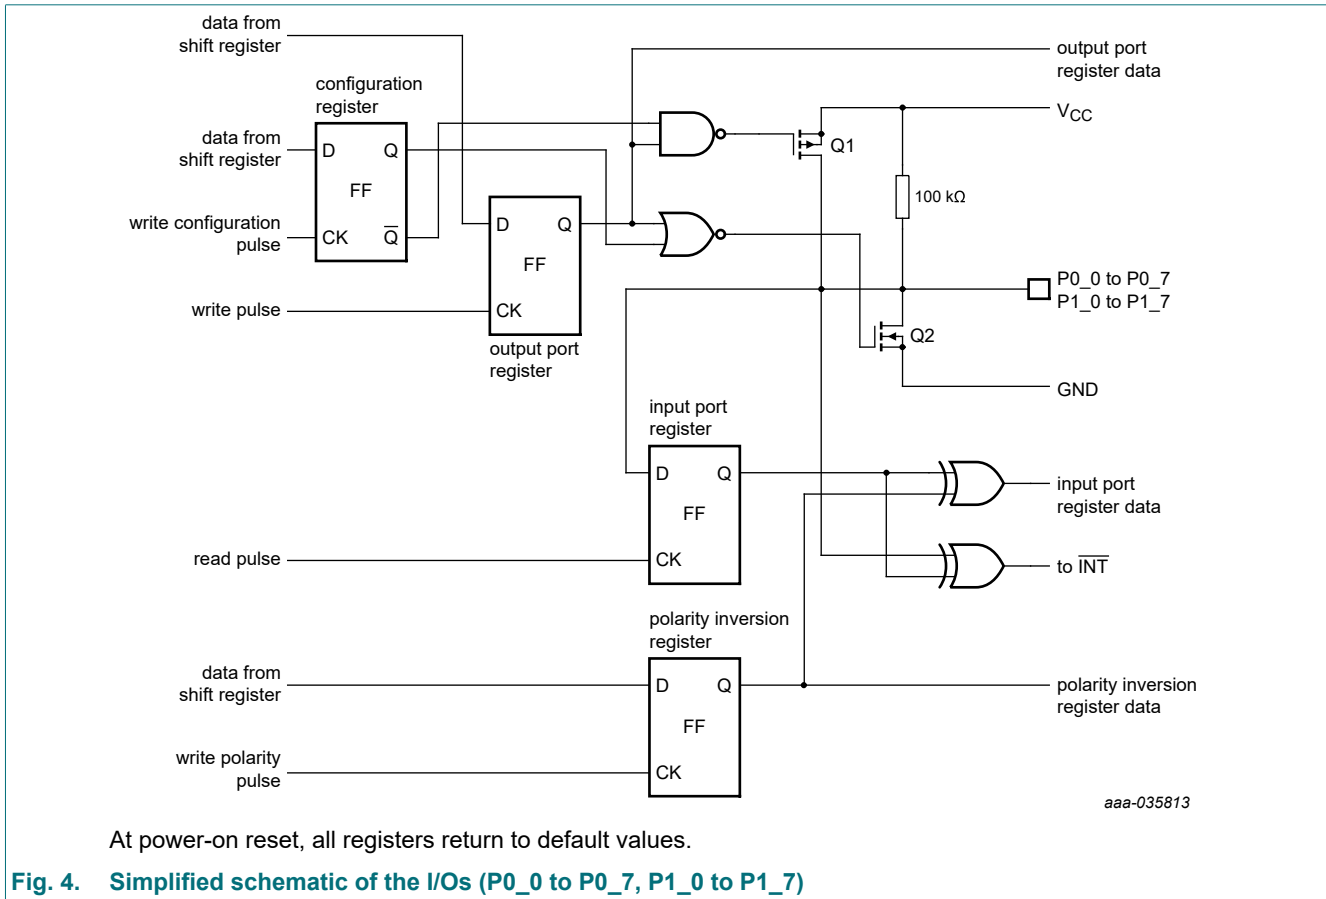 data from
shift register
output port
register data
configuration
register
VCC
data from
shift register
D
Q
Q1
FF
100 kΩ
write configuration
pulse
CK
Q
D
Q
FF
P0_0 to P0_7
P1_0 to P1_7
write pulse
CK
Q2
output port
register
GND
input port
register
D
Q
input port
register data
FF
read pulse
CK
to INT
polarity inversion
register
data from
shift register
D
Q
polarity inversion
register data
FF
write polarity
pulse
CK
aaa-035813
At power-on reset, all registers return to default values.
Fig. 4. Simplified schematic of the I/Os (P0_0 to P0_7, P1_0 to P1_7)